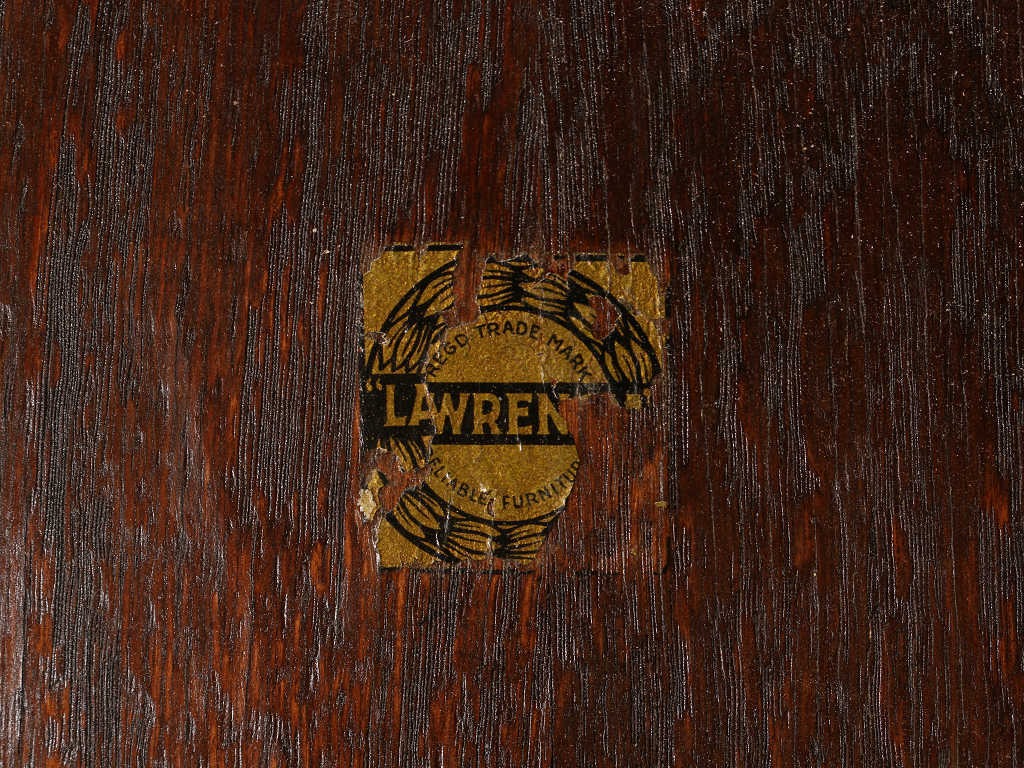 REGD TRADE MARK
"LAWREN"
ELIABLE FURNITUR